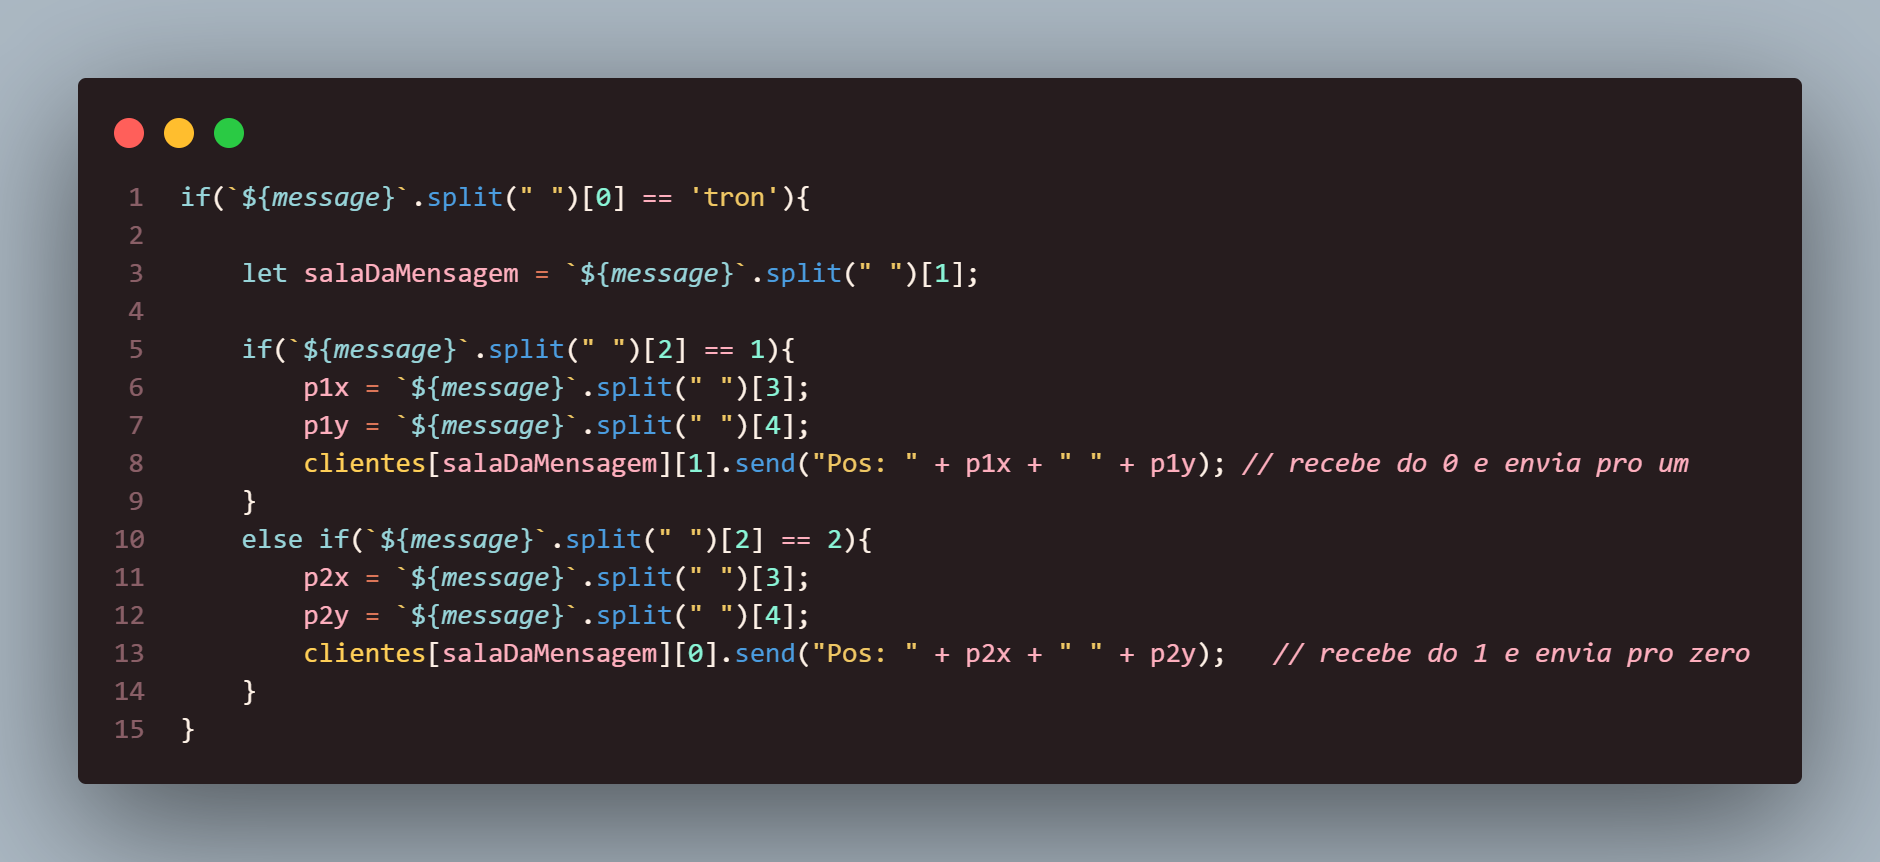 1 if(`${message}`.split(" ")[0] == 'tron'){
2
3     let salaDaMensagem = `${message}`.split(" ")[1];
4
5     if(`${message}`.split(" ")[2] == 1){
6         p1x = `${message}`.split(" ")[3];
7         p1y = `${message}`.split(" ")[4];
8         clientes[salaDaMensagem][1].send("Pos: " + p1x + " " + p1y); // recebe do 0 e envia pro um
9     }
10     else if(`${message}`.split(" ")[2] == 2){
11         p2x = `${message}`.split(" ")[3];
12         p2y = `${message}`.split(" ")[4];
13         clientes[salaDaMensagem][0].send("Pos: " + p2x + " " + p2y);   // recebe do 1 e envia pro zero
14     }
15 }